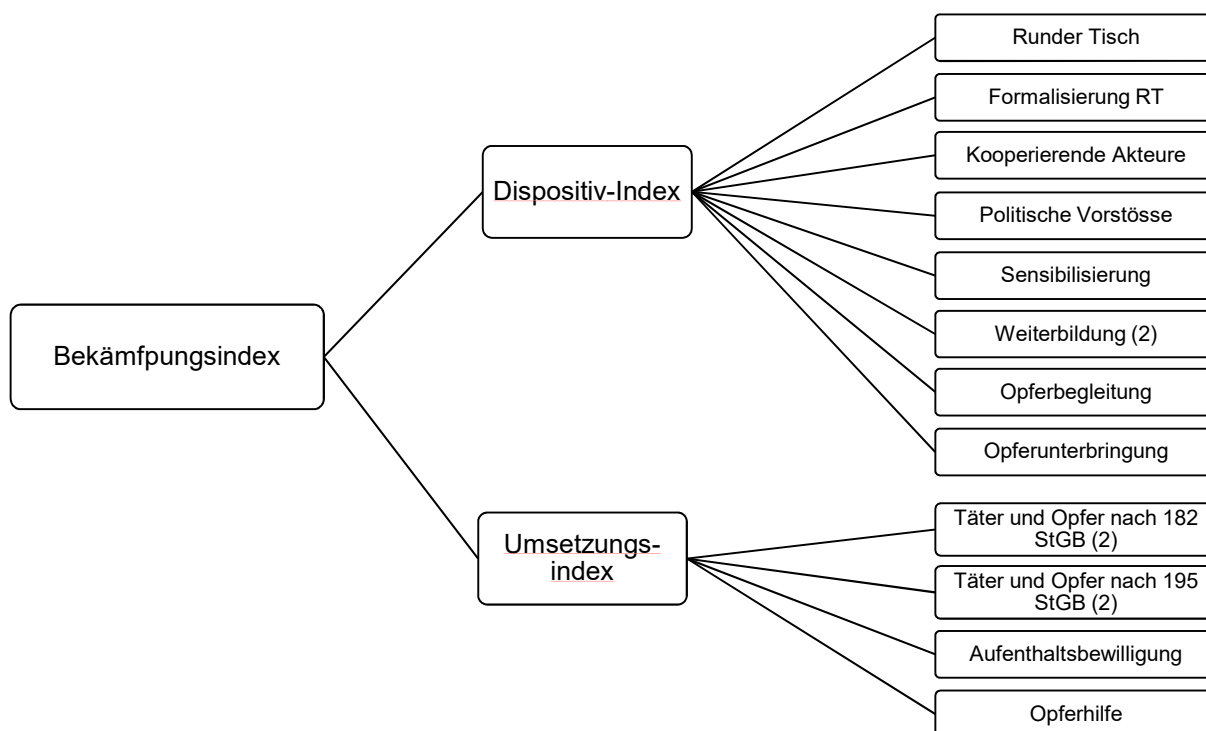 Runder Tisch
Formalisierung RT
Kooperierende Akteure
Dispositiv-Index
Politische Vorstösse
Sensibilisierung
Weiterbildung (2)
Bekämfpungsindex
Opferbegleitung
Opferunterbringung
Umsetzungs-
index
Täter und Opfer nach 182
StGB (2)
Täter und Opfer nach 195
StGB (2)
Aufenthaltsbewilligung
Opferhilfe